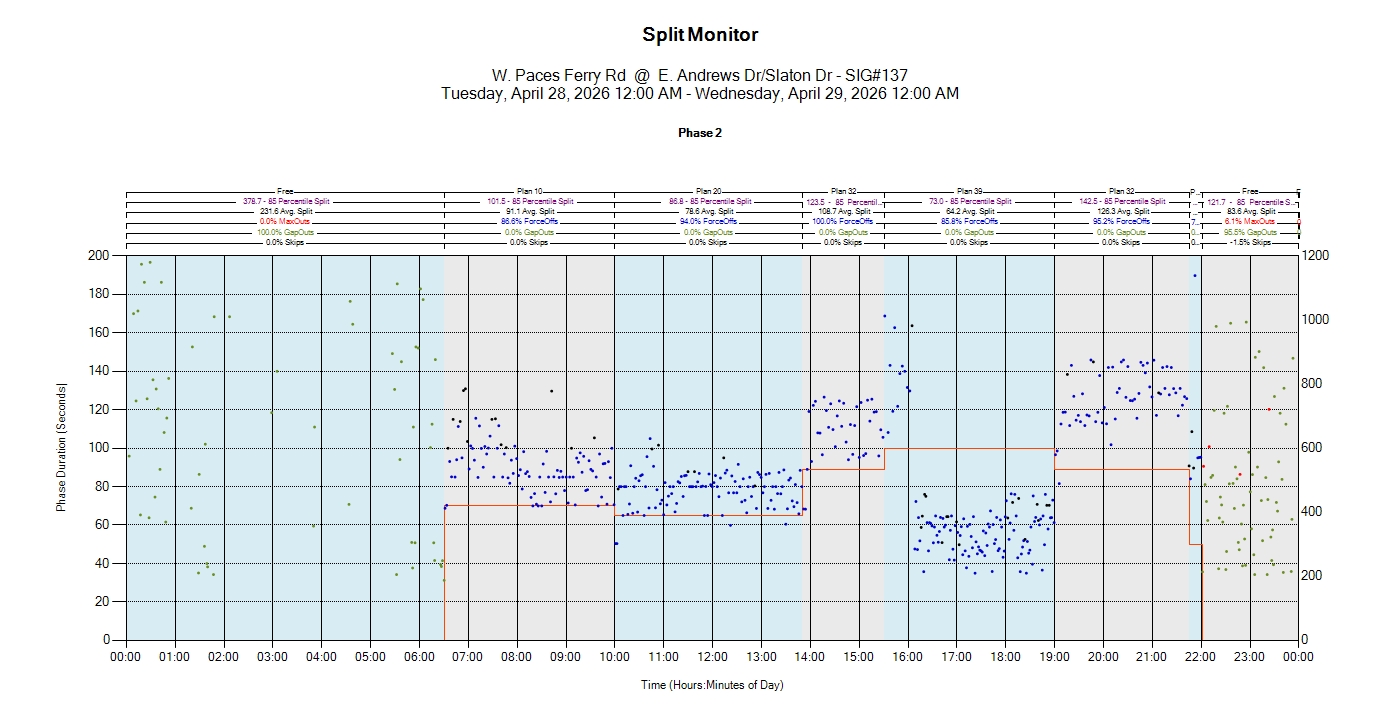 Split Monitor
W. Paces Ferry Rd @ E. Andrews Dr/Slaton Dr - SIG#137
Tuesday, April 28, 2026 12:00 AM - Wednesday, April 29, 2026 12:00 AM
Phase 2
Free Plan 10 Plan 20 Plan 32 Plan 39 Plan 32 P... Free F
378.7 - 85 Percentile Split 101.5 - 85 Percentile Split 86.8 - 85 Percentile Split 123.5 - 85 Percentil... 73.0 - 85 Percentile Split 142.5 - 85 Percentile Split ... 121.7 - 85 Percentile S...
231.6 Avg. Split 91.1 Avg. Split 78.6 Avg. Split 108.7 Avg. Split 64.2 Avg. Split 126.3 Avg. Split ... 83.6 Avg. Split
0.0% MaxOuts 86.6% ForceOffs 94.0% ForceOffs 100.0% ForceOffs 85.8% ForceOffs 95.2% ForceOffs 7... 6.1% MaxOuts
100.0% GapOuts 0.0% GapOuts 0.0% GapOuts 0.0% GapOuts 0.0% GapOuts 0.0% GapOuts 0... 95.5% GapOuts
0.0% Skips 0.0% Skips 0.0% Skips 0.0% Skips 0.0% Skips 0.0% Skips 0... -1.5% Skips
200 1200
180
160 1000
140
120 800
100 600
80
60 400
40
20 200
0 0
Phase Duration (Seconds)
00:00 01:00 02:00 03:00 04:00 05:00 06:00 07:00 08:00 09:00 10:00 11:00 12:00 13:00 14:00 15:00 16:00 17:00 18:00 19:00 20:00 21:00 22:00 23:00 00:00
Time (Hours:Minutes of Day)